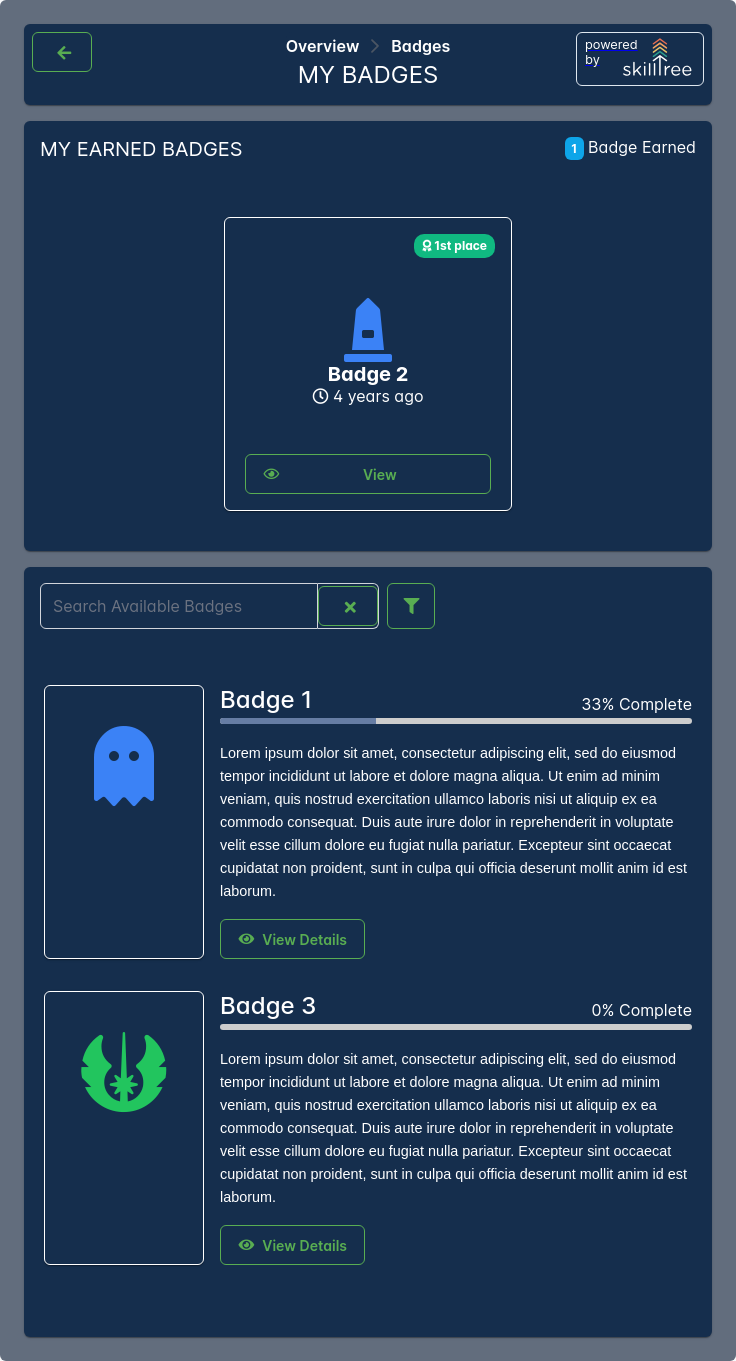 Overview Badges
MY BADGES
powered
by
skilltree
MY EARNED BADGES
1 Badge Earned
1st place
Badge 2
4 years ago
View
Search Available Badges
Badge 1
33% Complete
Lorem ipsum dolor sit amet, consectetur adipiscing elit, sed do eiusmod
tempor incididunt ut labore et dolore magna aliqua. Ut enim ad minim
veniam, quis nostrud exercitation ullamco laboris nisi ut aliquip ex ea
commodo consequat. Duis aute irure dolor in reprehenderit in voluptate
velit esse cillum dolore eu fugiat nulla pariatur. Excepteur sint occaecat
cupidatat non proident, sunt in culpa qui officia deserunt mollit anim id est
laborum.
View Details
Badge 3
0% Complete
Lorem ipsum dolor sit amet, consectetur adipiscing elit, sed do eiusmod
tempor incididunt ut labore et dolore magna aliqua. Ut enim ad minim
veniam, quis nostrud exercitation ullamco laboris nisi ut aliquip ex ea
commodo consequat. Duis aute irure dolor in reprehenderit in voluptate
velit esse cillum dolore eu fugiat nulla pariatur. Excepteur sint occaecat
cupidatat non proident, sunt in culpa qui officia deserunt mollit anim id est
laborum.
View Details